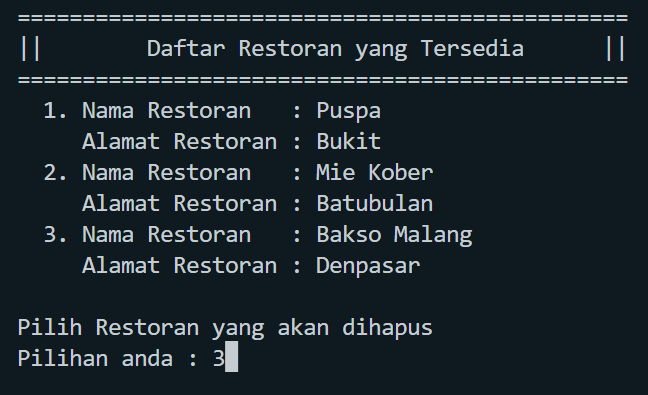 ===============================================
||        Daftar Restoran yang Tersedia      ||
===============================================
  1. Nama Restoran   : Puspa
     Alamat Restoran : Bukit
  2. Nama Restoran   : Mie Kober
     Alamat Restoran : Batubulan
  3. Nama Restoran   : Bakso Malang
     Alamat Restoran : Denpasar

Pilih Restoran yang akan dihapus
Pilihan anda : 3